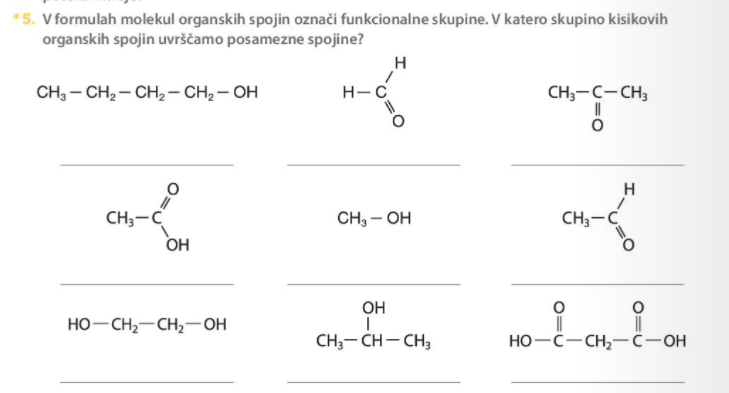 *5. V formulah molekul organskih spojin označi funkcionalne skupine. V katero skupino kisikovih
organskih spojin uvrščamo posamezne spojine?
CH₃ – CH₂ – CH₂ – CH₂ – OH
H
H – C
O
CH₃ – C – CH₃
O
O
CH₃ – C
OH
CH₃ – OH
H
CH₃ – C
O
HO – CH₂ – CH₂ – OH
OH
CH₃ – CH – CH₃
O O
HO – C – CH₂ – C – OH